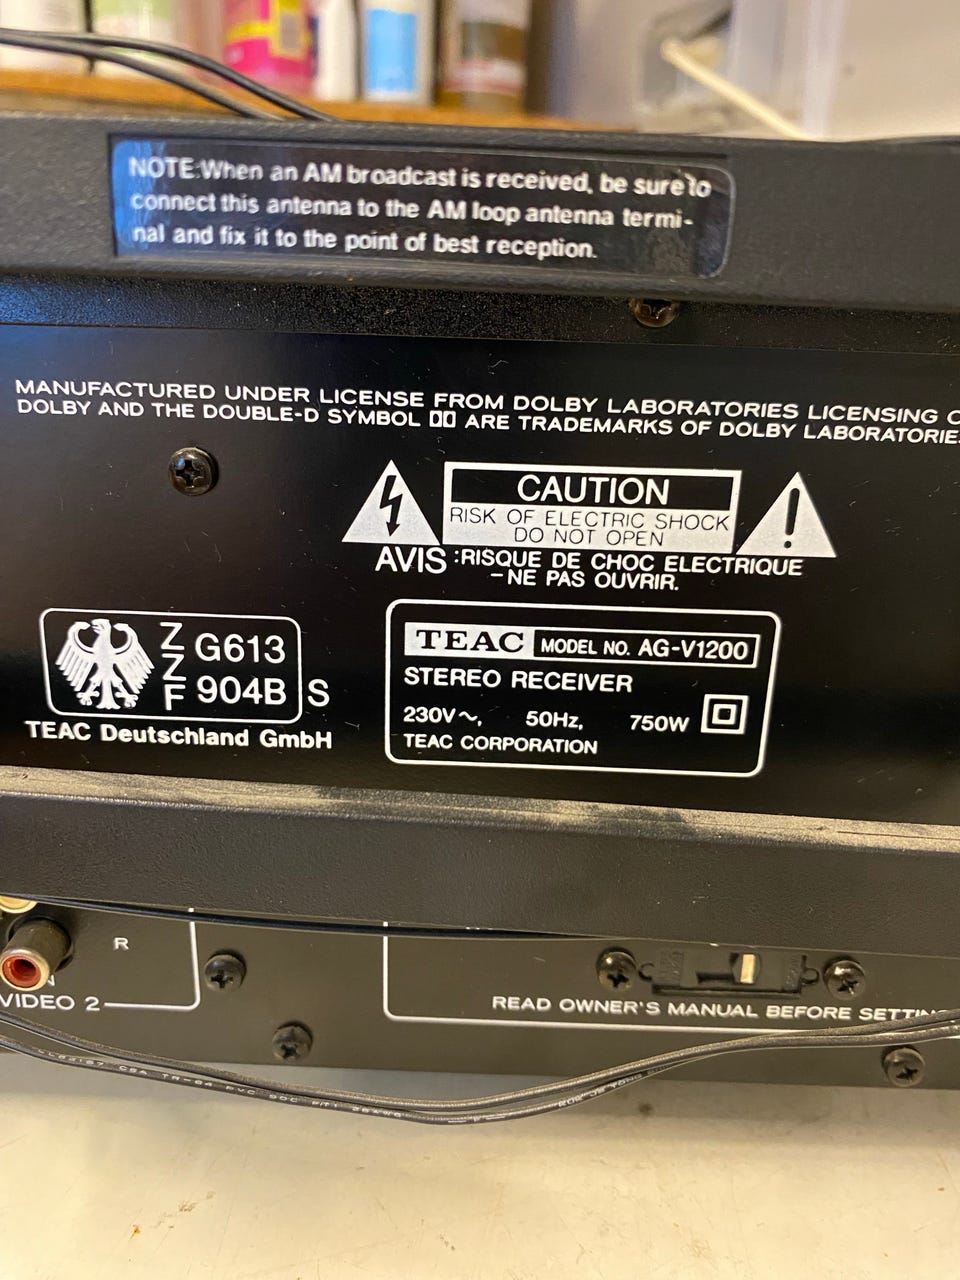 NOTE:When an AM broadcast is received, be sure to
connect this antenna to the AM loop antenna termi-
nal and fix it to the point of best reception.
MANUFACTURED UNDER LICENSE FROM DOLBY LABORATORIES LICENSING
DOLBY AND THE DOUBLE-D SYMBOL ARE TRADEMARKS OF DOLBY LABORATORIE
CAUTION
RISK OF ELECTRIC SHOCK
DO NOT OPEN
AVIS :RISQUE DE CHOC ELECTRIQUE
-NE PAS OUVRIR.
ZZF
G613
904B
S
TEAC Deutschland GmbH
TEAC MODEL NO. AG-V1200
STEREO RECEIVER
230V~, 50Hz, 750W
TEAC CORPORATION
R
VIDEO 2
READ OWNER'S MANUAL BEFORE SETTIN